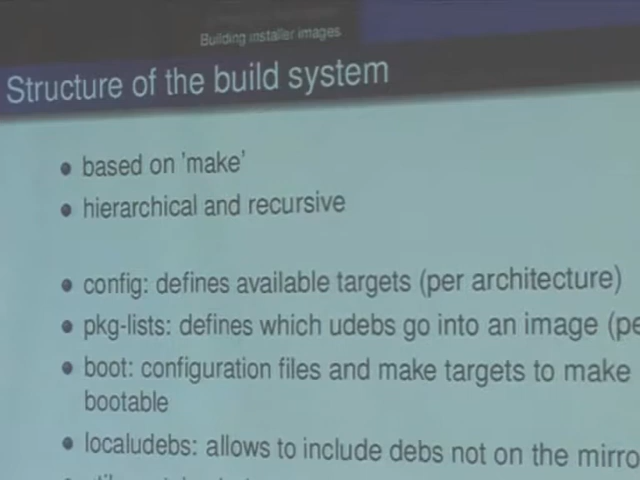 Building installer images
Structure of the build system
based on 'make'
hierarchical and recursive
config: defines available targets (per architecture)
pkg-lists: defines which udebs go into an image (pe
boot: configuration files and make targets to make
bootable
localudebs: allows to include debs not on the mirro